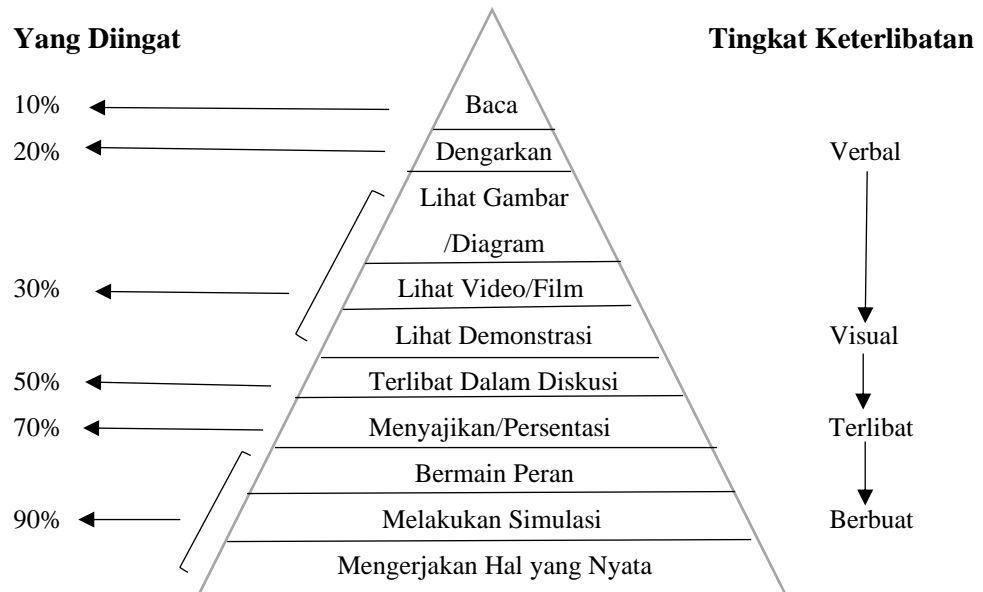 Yang Diingat
Tingkat Keterlibatan
10%
Baca
20%
Dengarkan
Verbal
Lihat Gambar
/Diagram
30%
Lihat Video/Film
Lihat Demonstrasi
Visual
50%
Terlibat Dalam Diskusi
70%
Menyajikan/Persentasi
Terlibat
Bermain Peran
90%
Melakukan Simulasi
Berbuat
Mengerjakan Hal yang Nyata